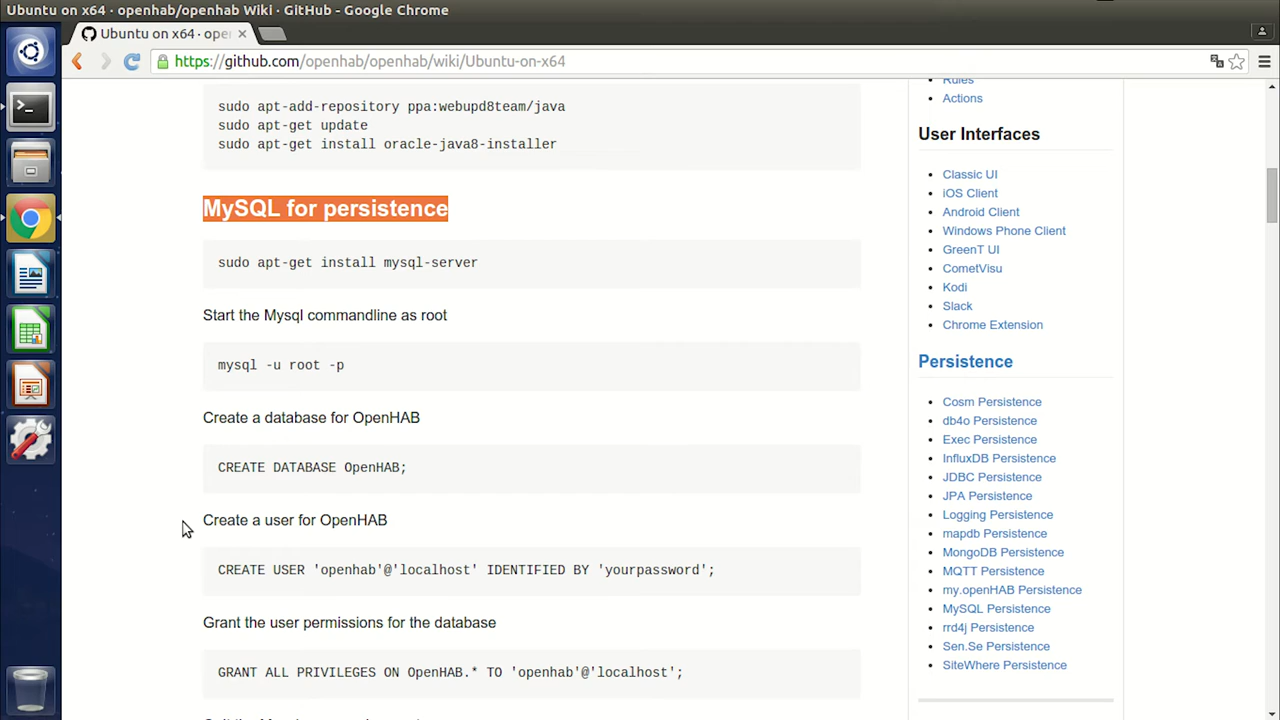 Ubuntu on x64 · openhab/openhab Wiki · GitHub - Google Chrome
Ubuntu on x64 · ope
https://github.com/openhab/openhab/wiki/Ubuntu-on-x64
sudo apt-add-repository ppa:webupd8team/java
sudo apt-get update
sudo apt-get install oracle-java8-installer
MySQL for persistence
sudo apt-get install mysql-server
Start the Mysql commandline as root
mysql -u root -p
Create a database for OpenHAB
CREATE DATABASE OpenHAB;
Create a user for OpenHAB
CREATE USER 'openhab'@'localhost' IDENTIFIED BY 'yourpassword';
Grant the user permissions for the database
GRANT ALL PRIVILEGES ON OpenHAB.* TO 'openhab'@'localhost';
Rules
Actions
User Interfaces
Classic UI
iOS Client
Android Client
Windows Phone Client
GreenT UI
CometVisu
Kodi
Slack
Chrome Extension
Persistence
Cosm Persistence
db4o Persistence
Exec Persistence
InfluxDB Persistence
JDBC Persistence
JPA Persistence
Logging Persistence
mapdb Persistence
MongoDB Persistence
MQTT Persistence
my.openHAB Persistence
MySQL Persistence
rrd4j Persistence
Sen.Se Persistence
SiteWhere Persistence